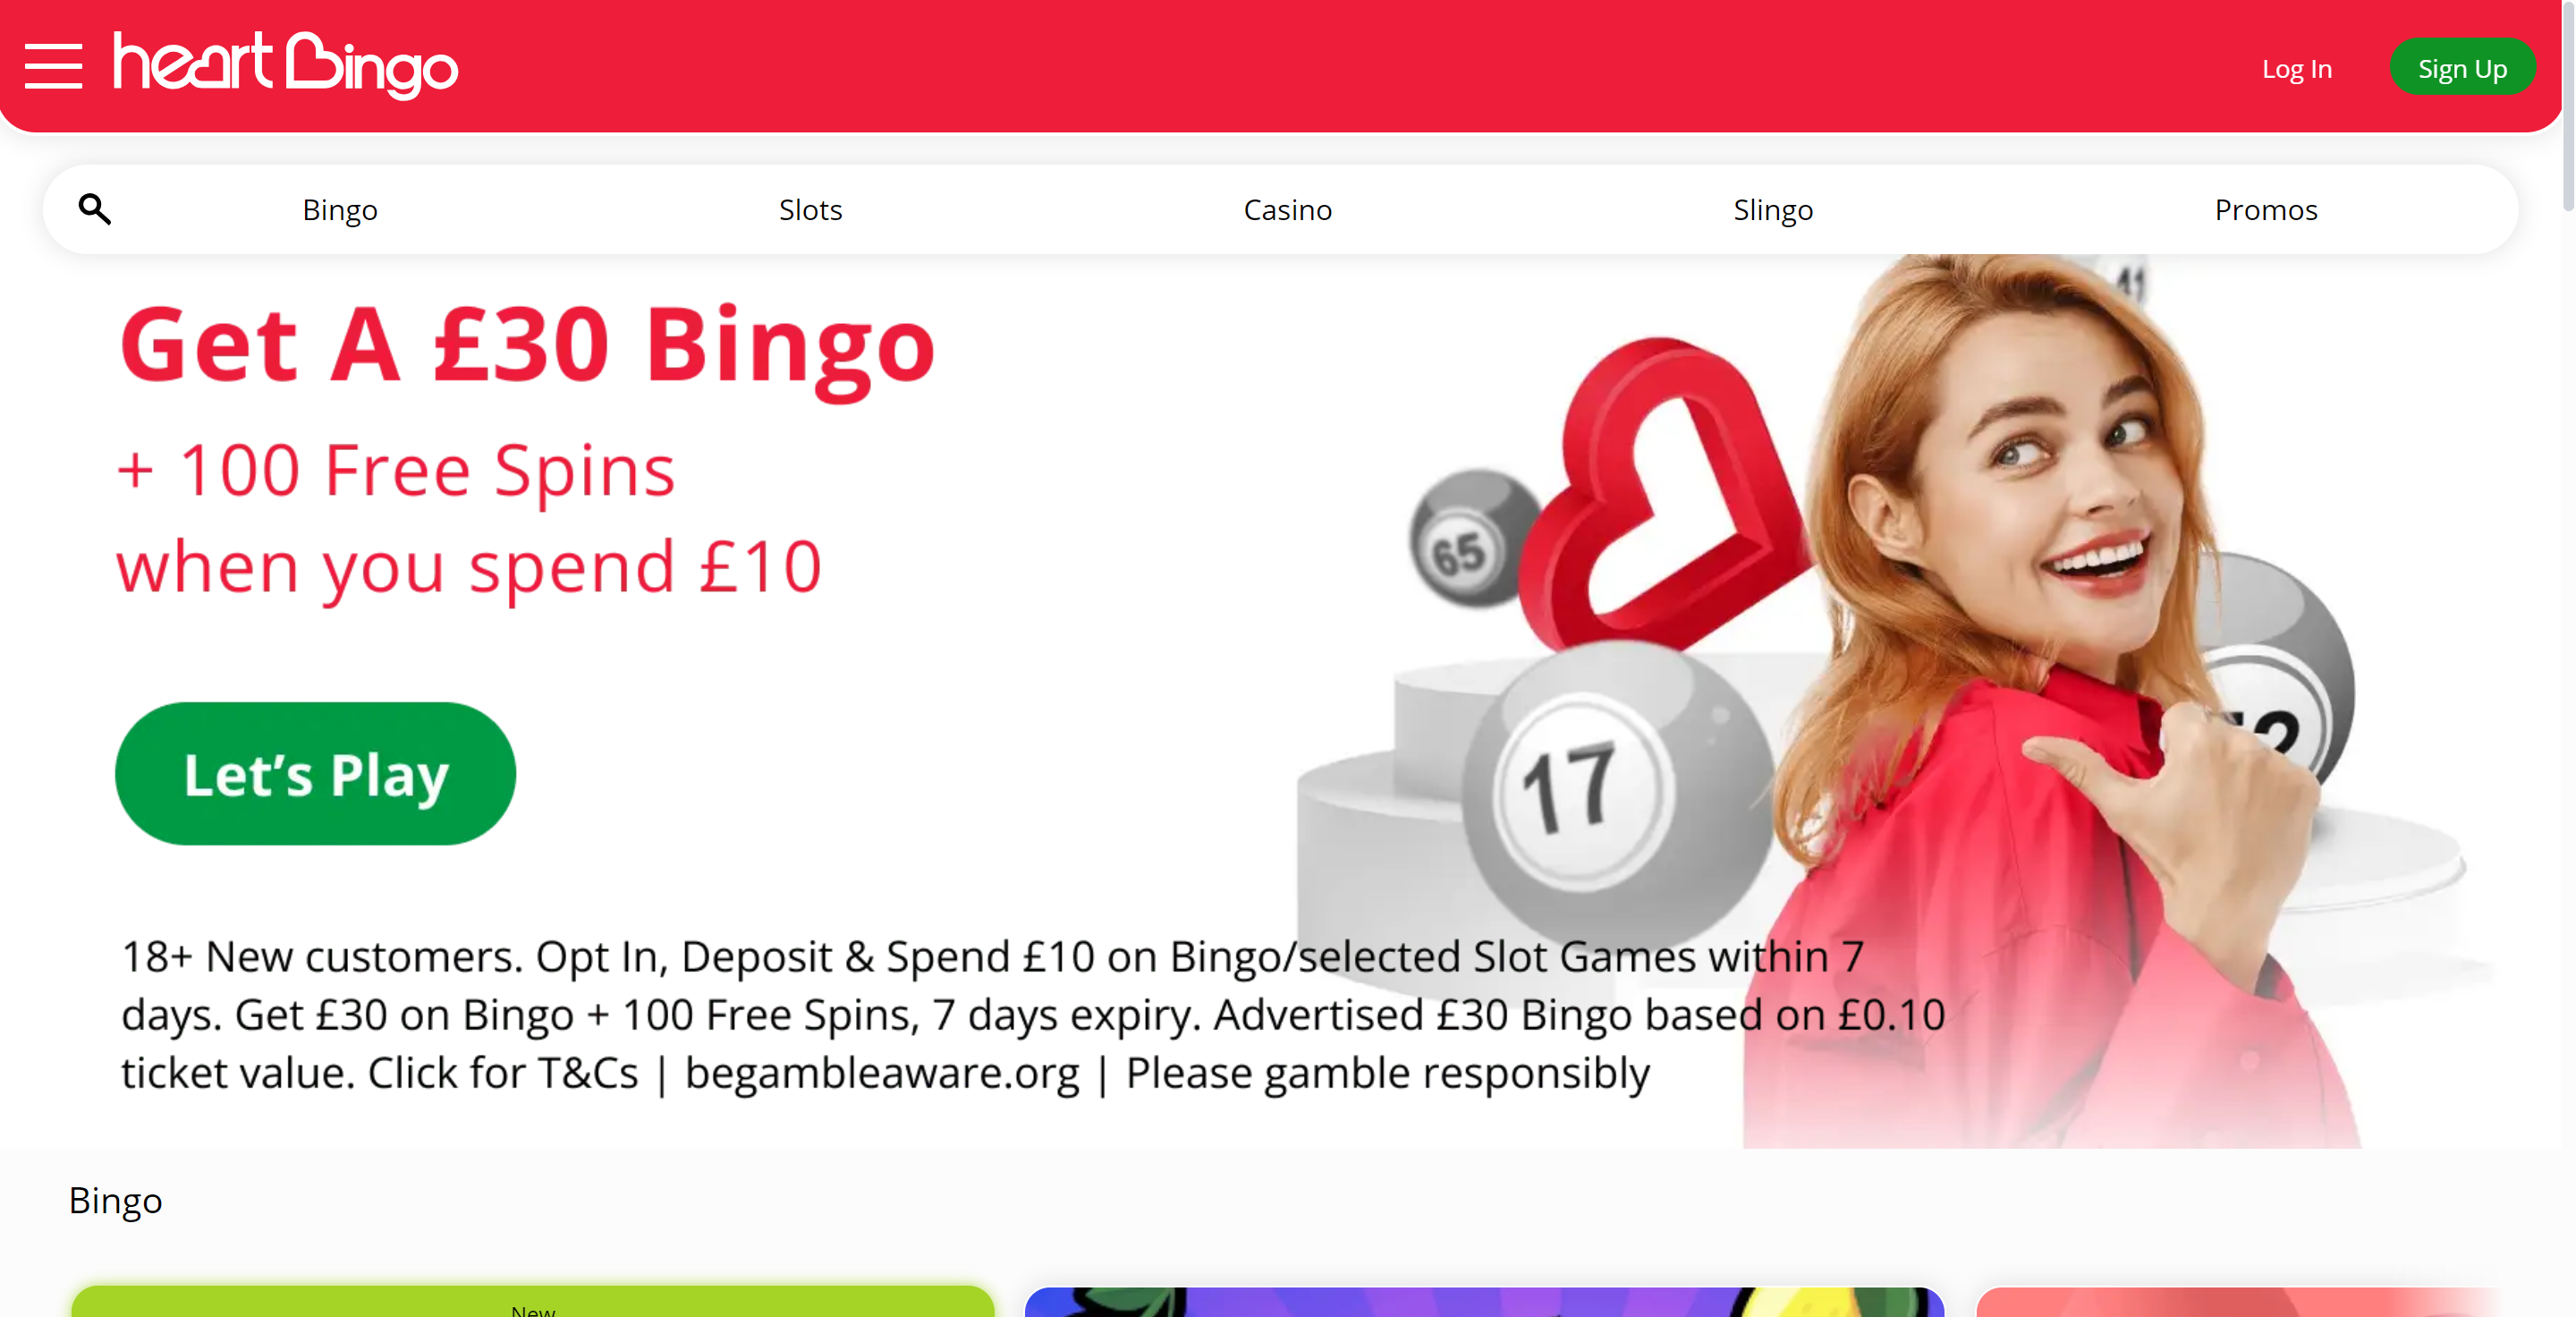 heart Bingo
Log In
Sign Up
Bingo
Slots
Casino
Slingo
Promos
Get A £30 Bingo
+ 100 Free Spins
when you spend £10
Let's Play
41
65
17
18+ New customers. Opt In, Deposit & Spend £10 on Bingo/selected Slot Games within 7
days. Get £30 on Bingo + 100 Free Spins, 7 days expiry. Advertised £30 Bingo based on £0.10
ticket value. Click for T&Cs | begambleaware.org | Please gamble responsibly
Bingo
New